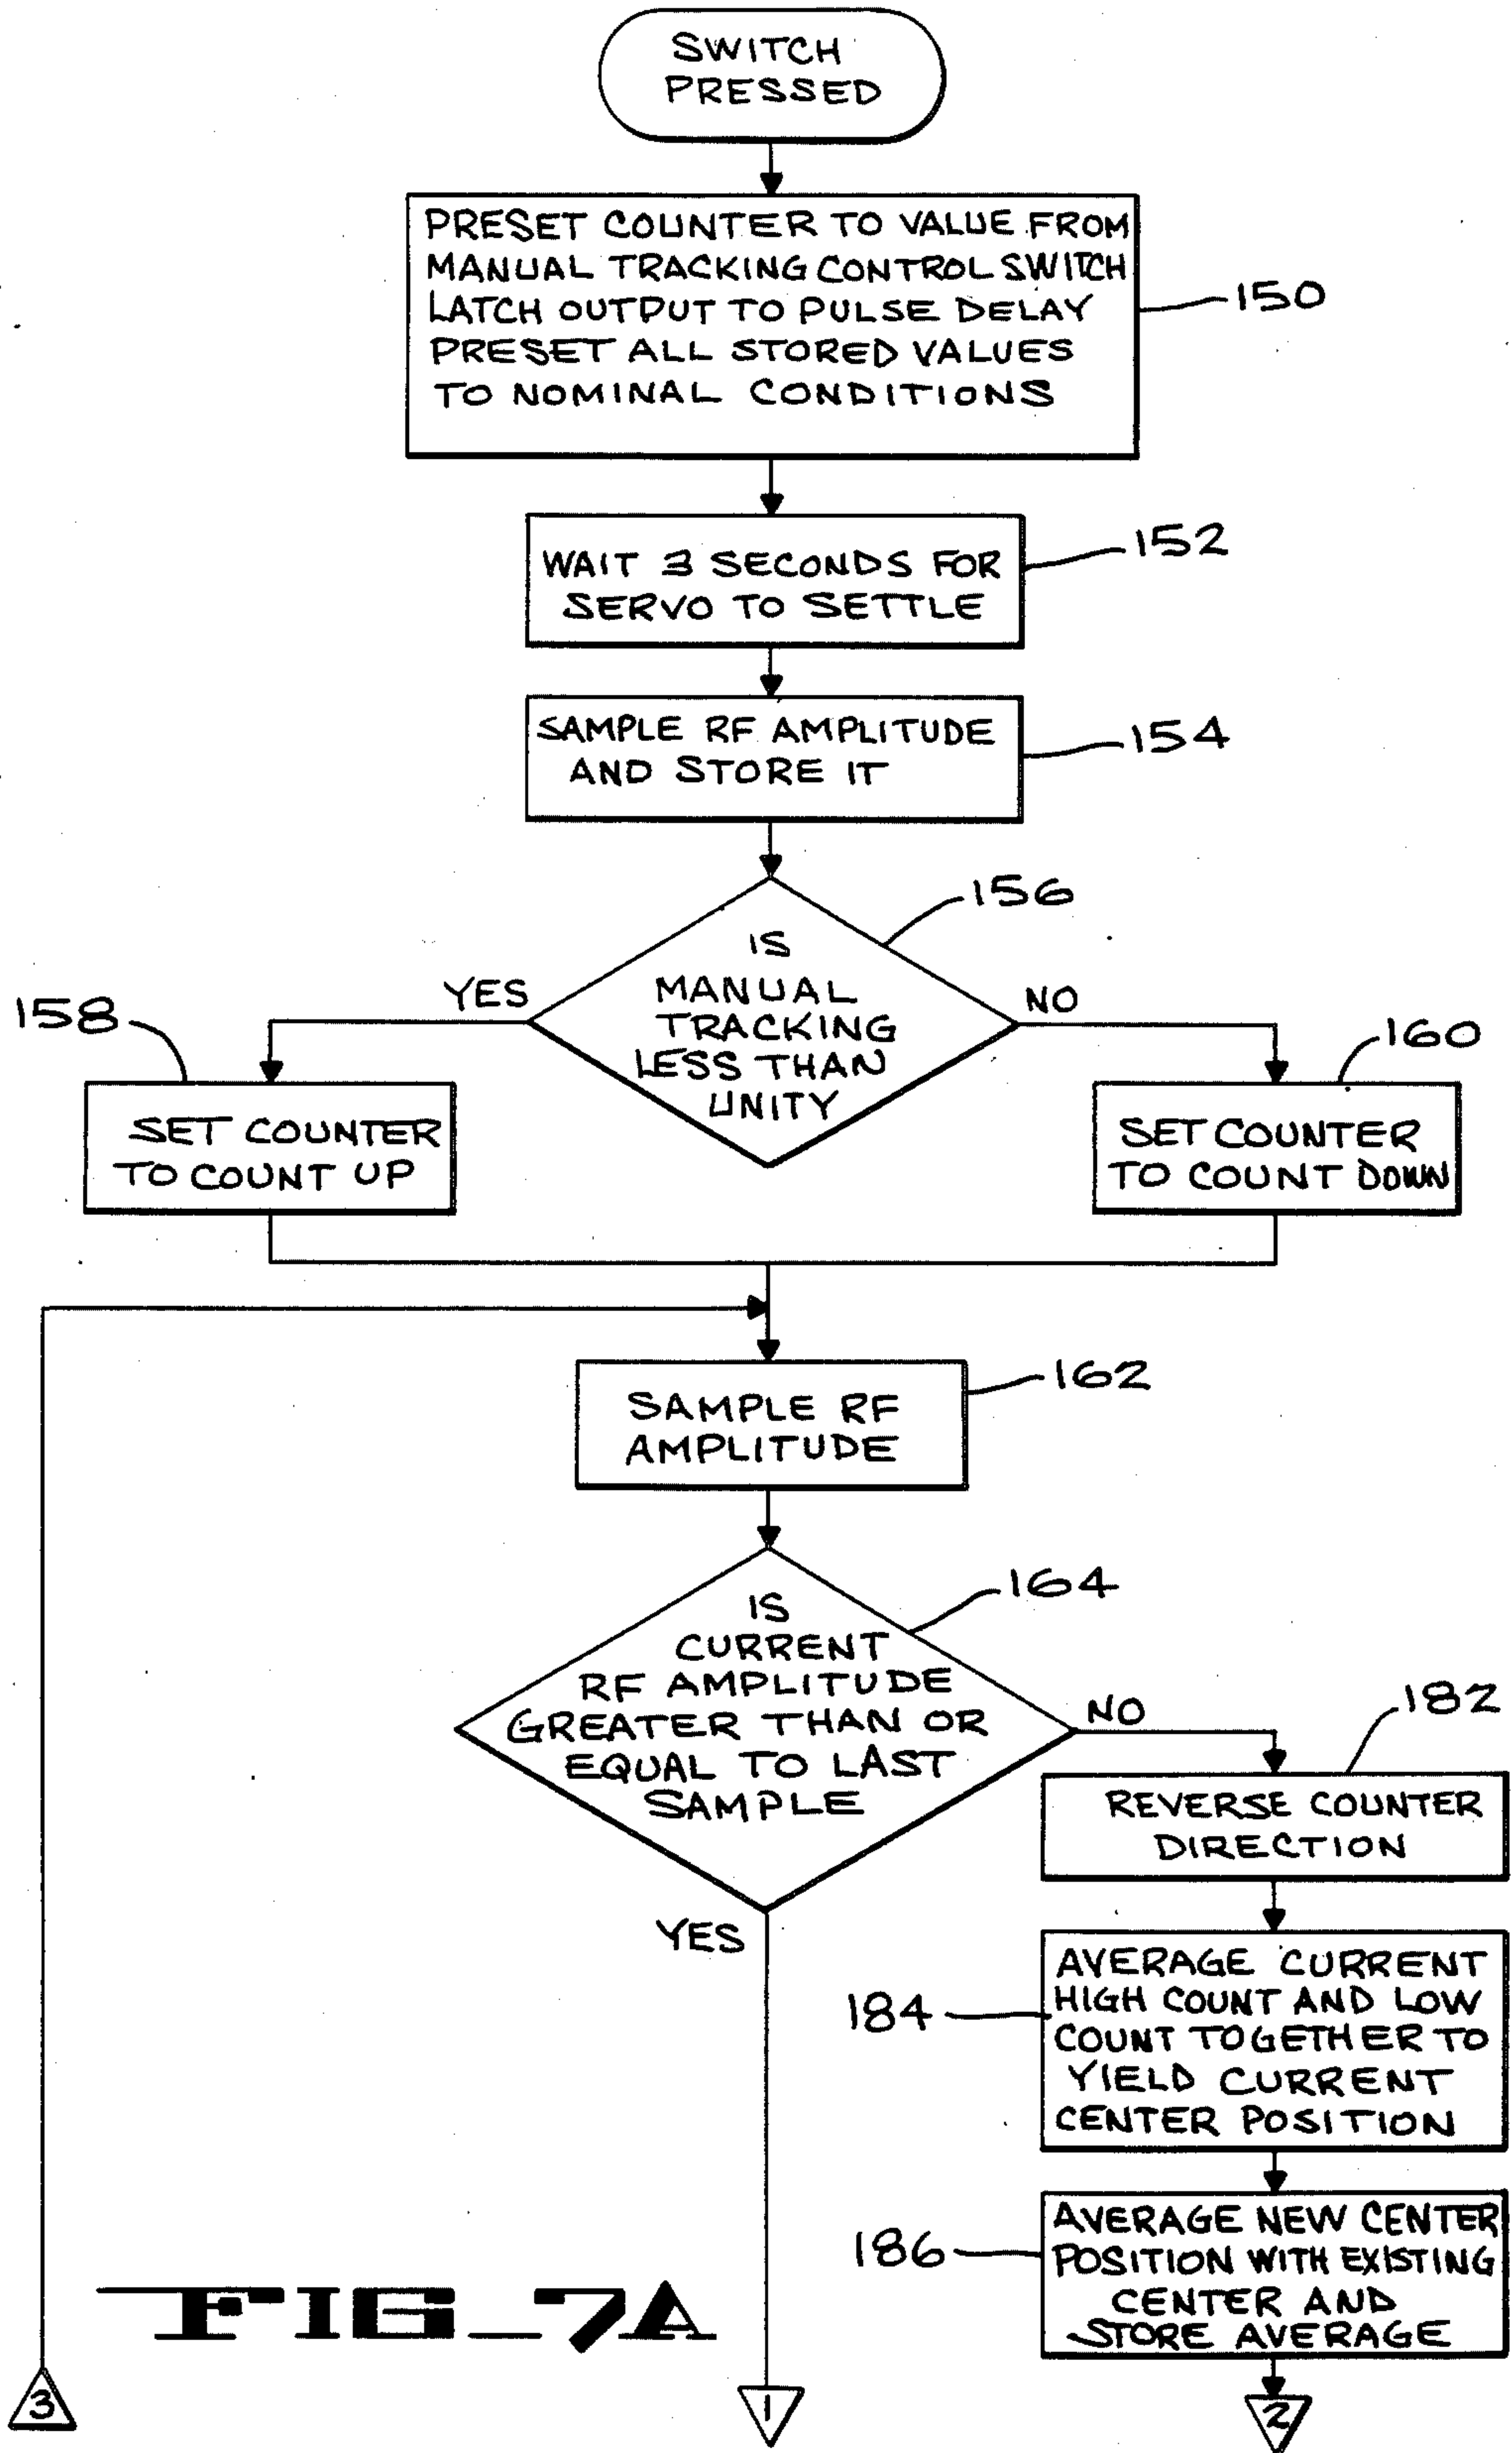 SWITCH
PRESSED
PRESET COUNTER TO VALUE FROM
MANUAL TRACKING CONTROL SWITCH
LATCH OUTPUT TO PULSE DELAY
PRESET ALL STORED VALUES
TO NOMINAL CONDITIONS
150
WAIT 3 SECONDS FOR
SERVO TO SETTLE
152
SAMPLE RF AMPLITUDE
AND STORE IT
154
156
IS
MANUAL
TRACKING
LESS THAN
UNITY
YES
NO
158
SET COUNTER
TO COUNT UP
160
SET COUNTER
TO COUNT DOWN
162
SAMPLE RF
AMPLITUDE
164
IS
CURRENT
RF AMPLITUDE
GREATER THAN OR
EQUAL TO LAST
SAMPLE
NO
YES
182
REVERSE COUNTER
DIRECTION
184
AVERAGE CURRENT
HIGH COUNT AND LOW
COUNT TOGETHER TO
YIELD CURRENT
CENTER POSITION
186
AVERAGE NEW CENTER
POSITION WITH EXISTING
CENTER AND
STORE AVERAGE
FIG_7A
3
1
2